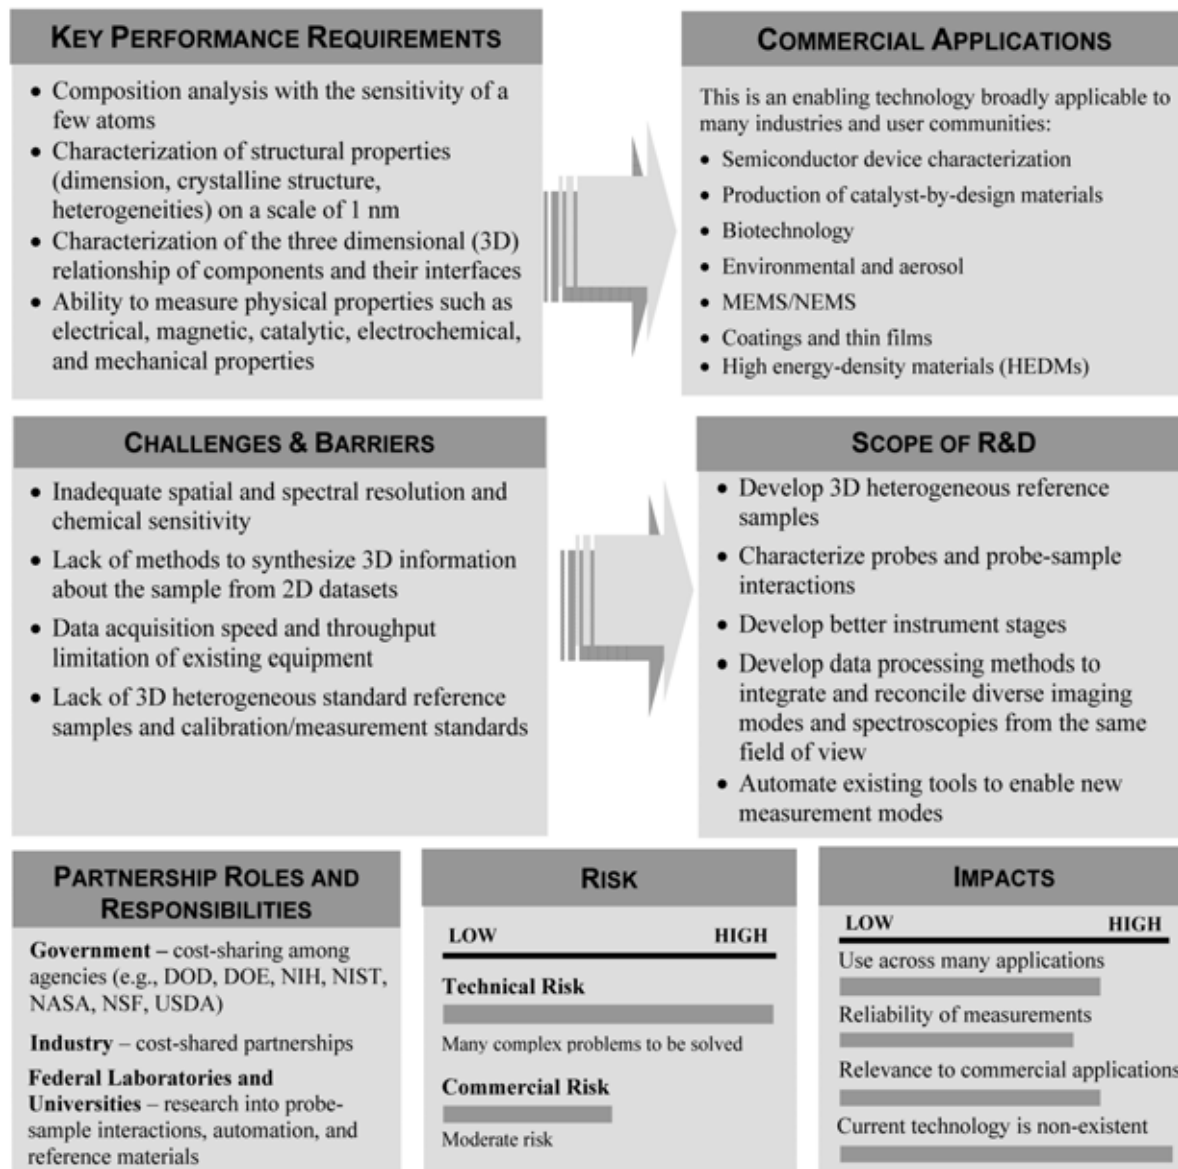 KEY PERFORMANCE REQUIREMENTS
• Composition analysis with the sensitivity of a
few atoms
• Characterization of structural properties
(dimension, crystalline structure,
heterogeneities) on a scale of 1 nm
• Characterization of the three dimensional (3D)
relationship of components and their interfaces
• Ability to measure physical properties such as
electrical, magnetic, catalytic, electrochemical,
and mechanical properties
COMMERCIAL APPLICATIONS
This is an enabling technology broadly applicable to
many industries and user communities:
• Semiconductor device characterization
• Production of catalyst-by-design materials
• Biotechnology
• Environmental and aerosol
• MEMS/NEMS
• Coatings and thin films
• High energy-density materials (HEDMs)
CHALLENGES & BARRIERS
• Inadequate spatial and spectral resolution and
chemical sensitivity
• Lack of methods to synthesize 3D information
about the sample from 2D datasets
• Data acquisition speed and throughput
limitation of existing equipment
• Lack of 3D heterogeneous standard reference
samples and calibration/measurement standards
SCOPE OF R&D
• Develop 3D heterogeneous reference
samples
• Characterize probes and probe-sample
interactions
• Develop better instrument stages
• Develop data processing methods to
integrate and reconcile diverse imaging
modes and spectroscopies from the same
field of view
• Automate existing tools to enable new
measurement modes
PARTNERSHIP ROLES AND
RESPONSIBILITIES
Government – cost-sharing among
agencies (e.g., DOD, DOE, NIH, NIST,
NASA, NSF, USDA)
Industry – cost-shared partnerships
Federal Laboratories and
Universities – research into probe-
sample interactions, automation, and
reference materials
RISK
LOW HIGH
Technical Risk
Many complex problems to be solved
Commercial Risk
Moderate risk
IMPACTS
LOW HIGH
Use across many applications
Reliability of measurements
Relevance to commercial applications
Current technology is non-existent